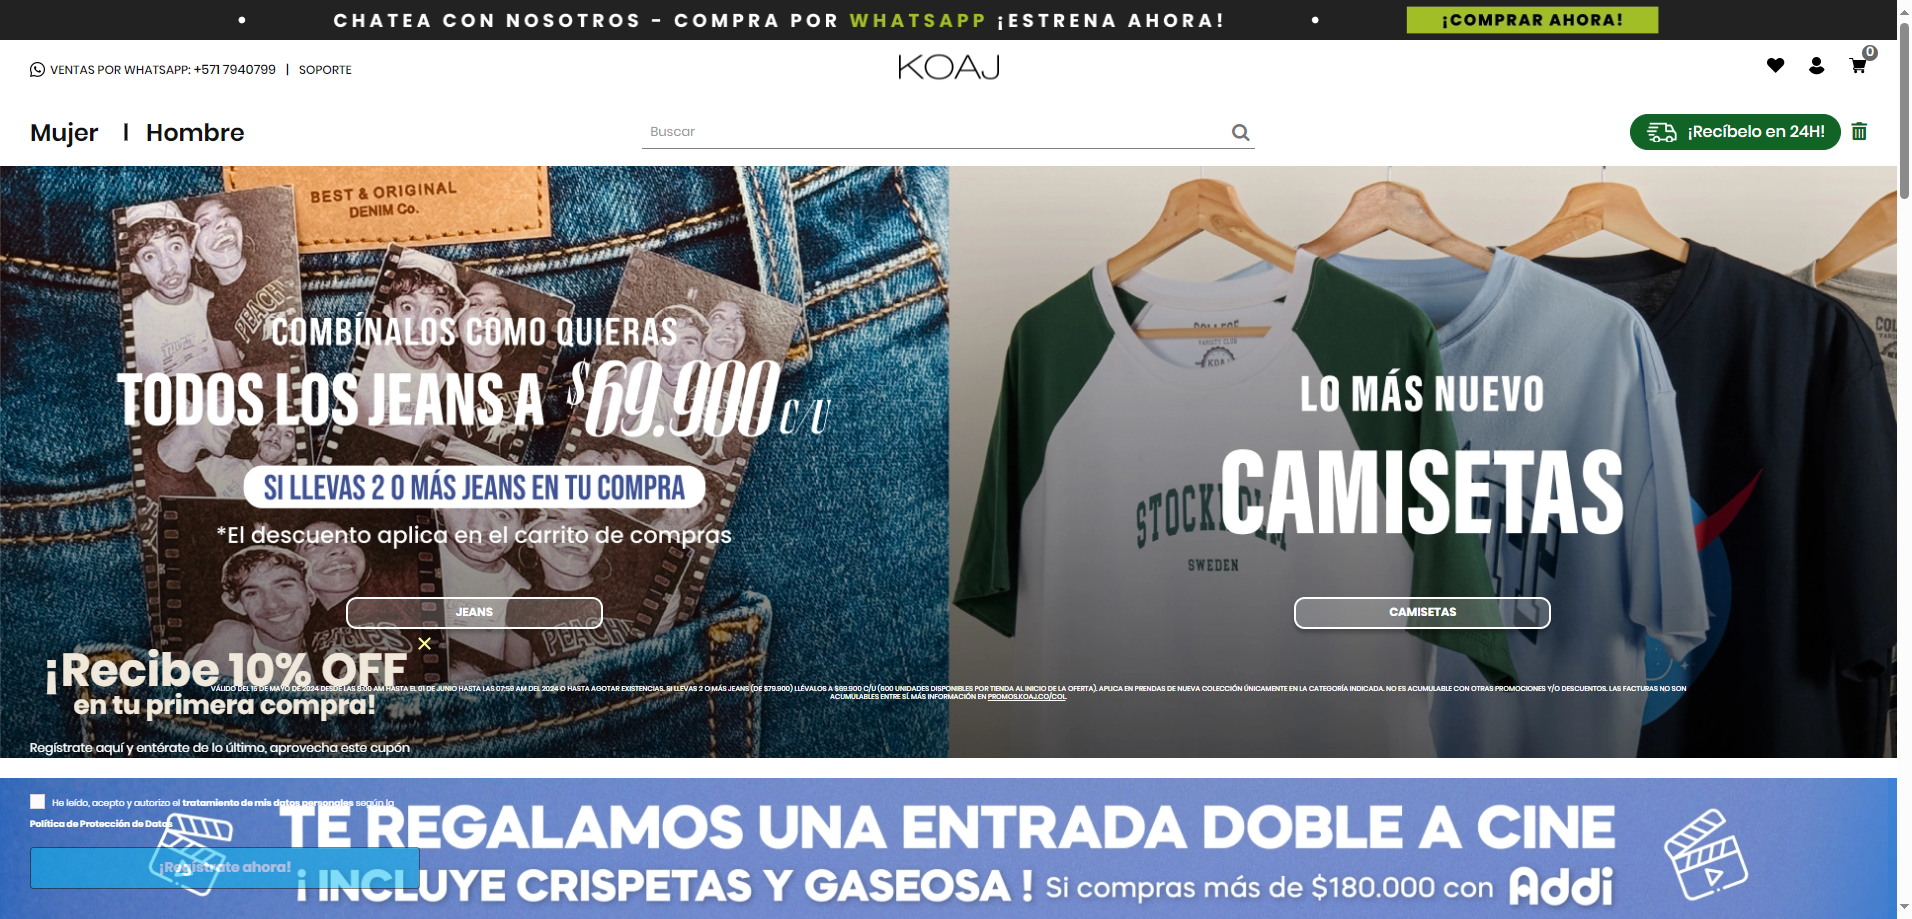 CHATEA CON NOSOTROS - COMPRA POR WHATSAPP ¡ESTRENA AHORA!
¡COMPRAR AHORA!
VENTAS POR WHATSAPP: +571 7940799 | SOPORTE
KOAJ
0
Mujer | Hombre
Buscar
¡Recíbelo en 24H!
BEST & ORIGINAL
DENIM Co.
PEACH
COMBÍNALOS COMO QUIERAS
TODOS LOS JEANS A $69.900 C/U
SI LLEVAS 2 O MÁS JEANS EN TU COMPRA
*El descuento aplica en el carrito de compras
JEANS
COLLEGE
VARSITY CLUB
KOAJ
LO MÁS NUEVO
CAMISETAS
SWEDEN
CAMISETAS
¡Recibe 10% OFF
en tu primera compra!
VÁLIDO DEL 15 DE MAYO DE 2024 DESDE LAS 8:00 AM HASTA EL 01 DE JUNIO HASTA LAS 07:59 AM DEL 2024 O HASTA AGOTAR EXISTENCIAS. SI LLEVAS 2 O MÁS JEANS (DE $79.900) LLÉVALOS A $69.900 C/U (600 UNIDADES DISPONIBLES POR TIENDA AL INICIO DE LA OFERTA). APLICA EN PRENDAS DE NUEVA COLECCIÓN ÚNICAMENTE EN LA CATEGORÍA INDICADA. NO ES ACUMULABLE CON OTRAS PROMOCIONES Y/O DESCUENTOS. LAS FACTURAS NO SON
ACUMULABLES ENTRE SÍ. MÁS INFORMACIÓN EN PROMOS.KOAJ.CO/COL
Regístrate aquí y entérate de lo último, aprovecha este cupón
He leído, acepto y autorizo el tratamiento de mis datos personales según la
Política de Protección de Datos
¡Regístrate ahora!
TE REGALAMOS UNA ENTRADA DOBLE A CINE
¡ INCLUYE CRISPETAS Y GASEOSA ! Si compras más de $180.000 con Addi